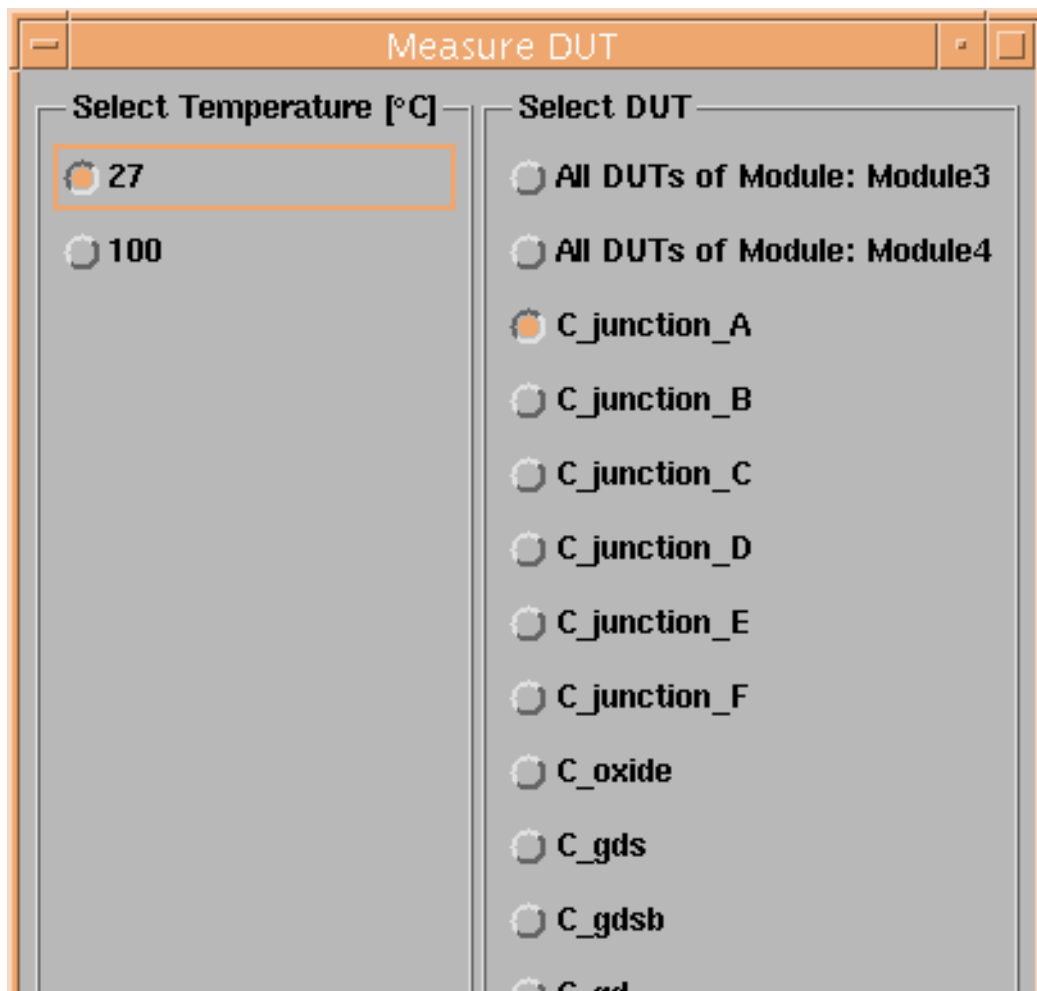 Measure DUT
Select Temperature [°C]
27
100
Select DUT
All DUTs of Module: Module3
All DUTs of Module: Module4
C_junction_A
C_junction_B
C_junction_C
C_junction_D
C_junction_E
C_junction_F
C_oxide
C_gds
C_gdsb